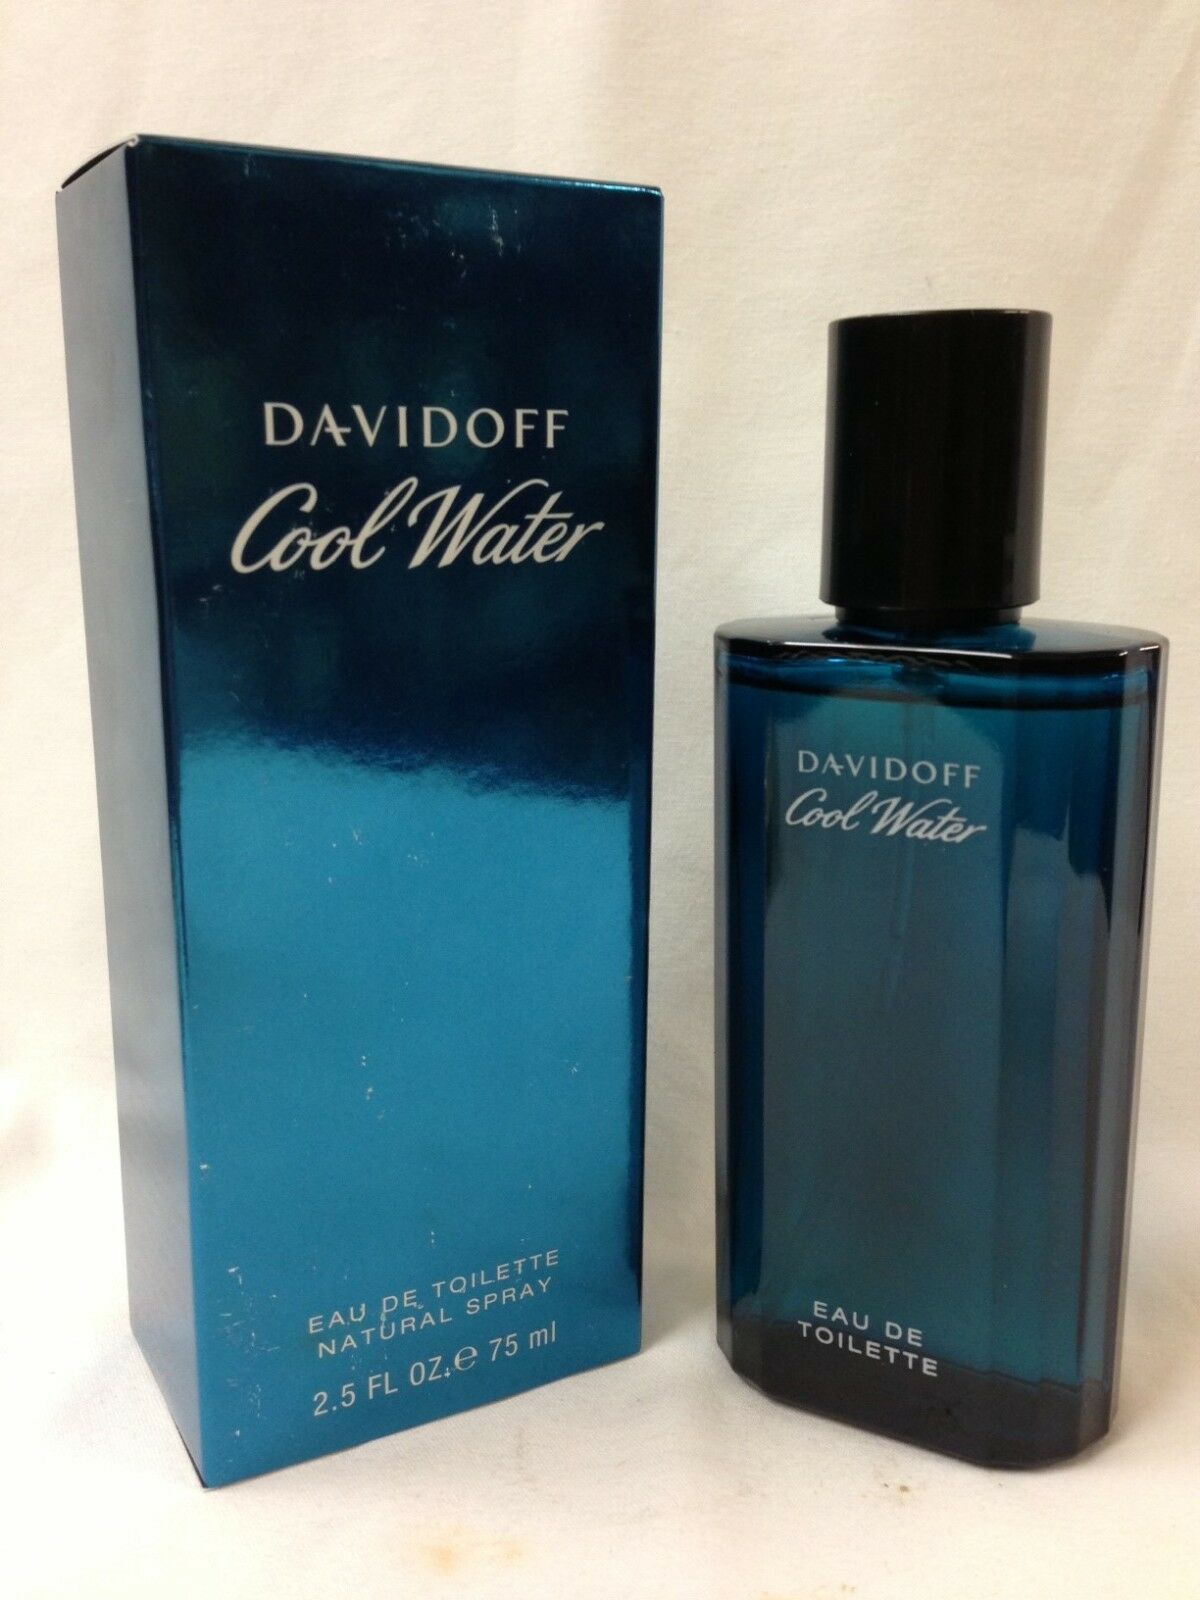 DAVIDOFF
Cool Water
EAU DE TOILETTE
NATURAL SPRAY
2.5 FL OZ. e 75 ml
DAVIDOFF
Cool Water
EAU DE
TOILETTE